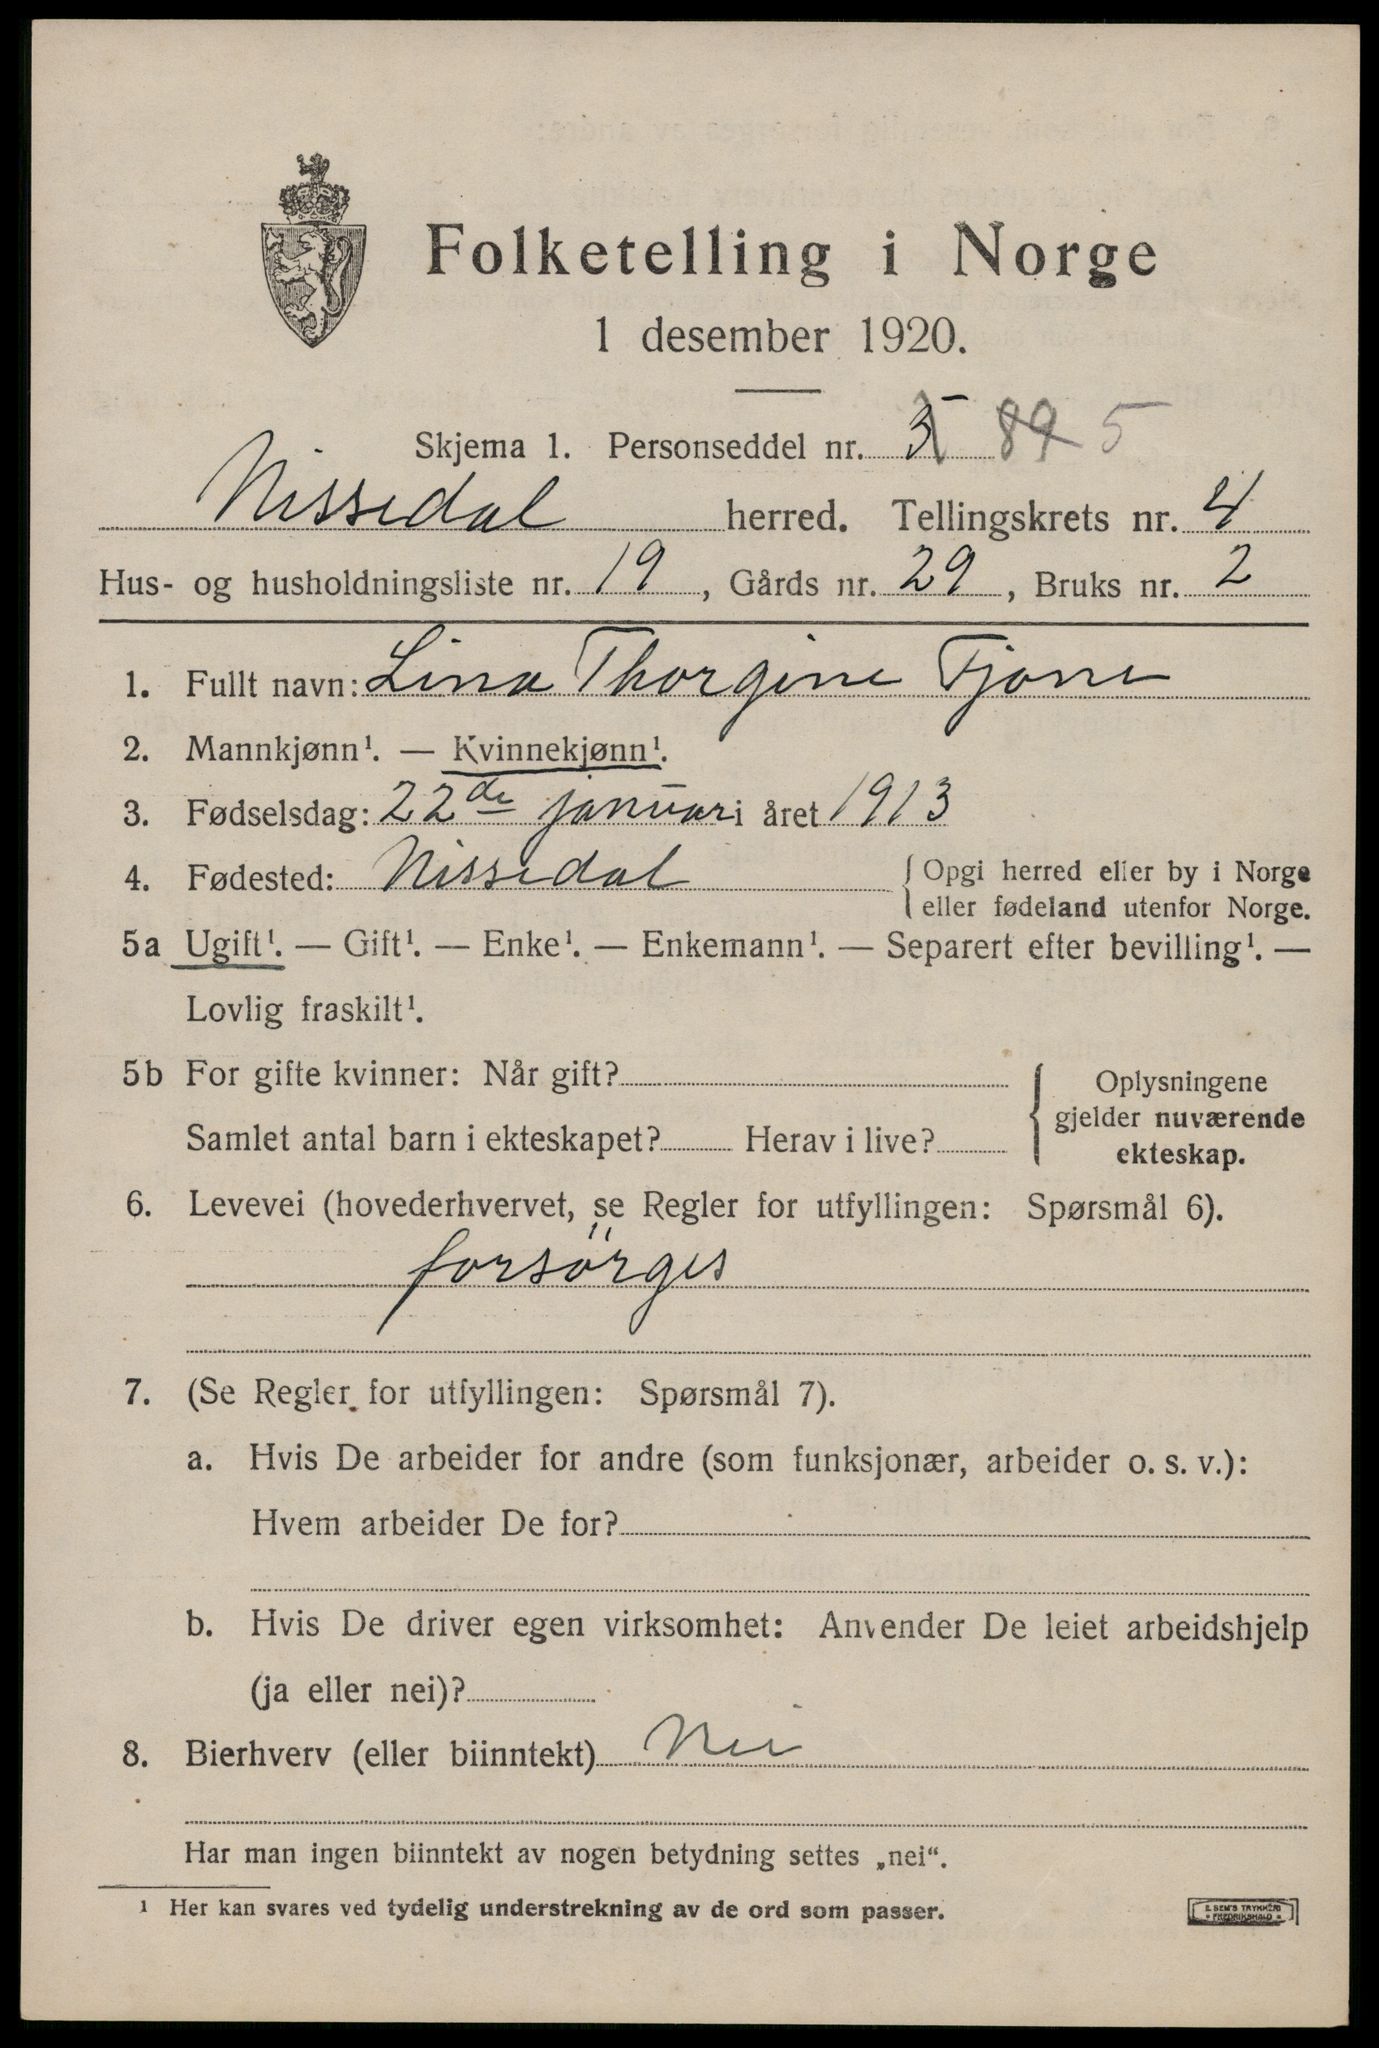 Folketelling i Norge
1 desember 1920.
Skjema 1. Personseddel nr. 5
Nissedal herred. Tellingskrets nr. 4
Hus- og husholdningsliste nr. 19, Gårds nr. 29, Bruks nr. 2
1. Fullt navn: Lina Thorgine Fjone
2. Mannkjønn¹. — Kvinnekjønn¹.
3. Fødselsdag: 22de januar i året 1913
4. Fødested: Nissedal { Opgi herred eller by i Norge
eller fødeland utenfor Norge.
5a Ugift¹. — Gift¹. — Enke¹. — Enkemann¹. — Separert efter bevilling¹. —
Lovlig fraskilt¹.
5b For gifte kvinner: Når gift?
Samlet antal barn i ekteskapet? Herav i live?
{ Oplysningene
gjelder nuværende
ekteskap.
6. Levevei (hovederhvervet, se Regler for utfyllingen: Spørsmål 6).
forsörges
7. (Se Regler for utfyllingen: Spørsmål 7).
a. Hvis De arbeider for andre (som funksjonær, arbeider o. s. v.):
Hvem arbeider De for?
b. Hvis De driver egen virksomhet: Anvender De leiet arbeidshjelp
(ja eller nei)?
8. Bierhverv (eller biinntekt) Nei
Har man ingen biinntekt av nogen betydning settes „nei“.
¹ Her kan svares ved tydelig understrekning av de ord som passer.
E. SEM'S TRYKKERI
FREDRIKSHALD